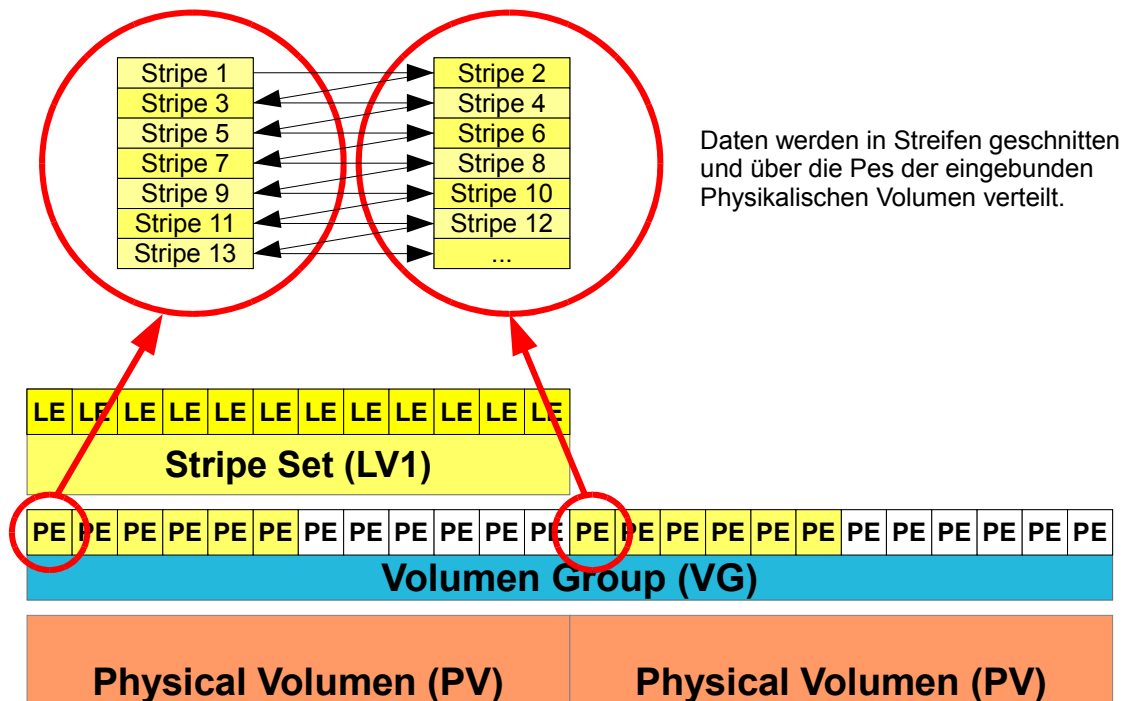 Stripe 1 Stripe 2
Stripe 3 Stripe 4
Stripe 5 Stripe 6
Stripe 7 Stripe 8
Stripe 9 Stripe 10
Stripe 11 Stripe 12
Stripe 13 ...
Daten werden in Streifen geschnitten
und über die Pes der eingebunden
Physikalischen Volumen verteilt.
LE LE LE LE LE LE LE LE LE LE LE LE
Stripe Set (LV1)
PE PE PE PE PE PE PE PE PE PE PE PE PE PE PE PE PE PE PE PE PE PE PE PE
Volumen Group (VG)
Physical Volumen (PV) Physical Volumen (PV)